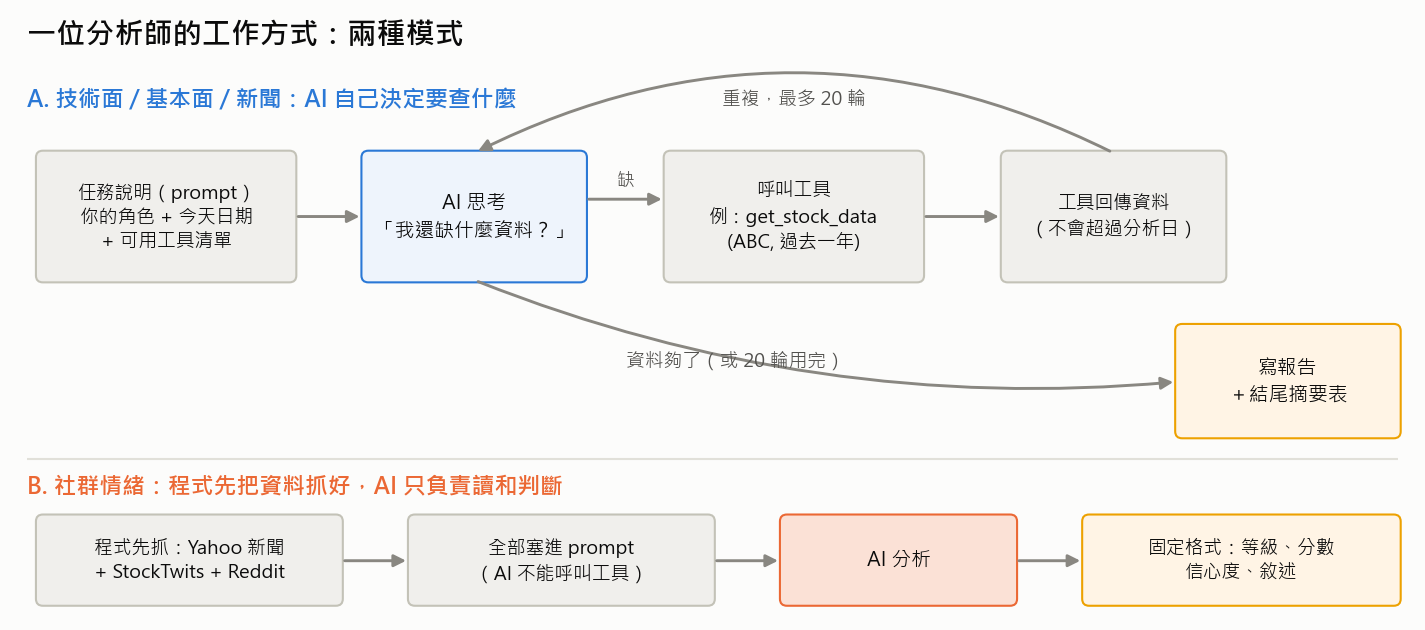 一位分析師的工作方式：兩種模式
A. 技術面 / 基本面 / 新聞：AI 自己決定要查什麼
重複，最多 20 輪
任務說明（prompt）
你的角色 + 今天日期
+ 可用工具清單
AI 思考
「我還缺什麼資料？」
缺
呼叫工具
例：get_stock_data
(ABC, 過去一年)
工具回傳資料
（不會超過分析日）
資料夠了（或 20 輪用完）
寫報告
+ 結尾摘要表
B. 社群情緒：程式先把資料抓好，AI 只負責讀和判斷
程式先抓：Yahoo 新聞
+ StockTwits + Reddit
全部塞進 prompt
（AI 不能呼叫工具）
AI 分析
固定格式：等級、分數
信心度、敘述